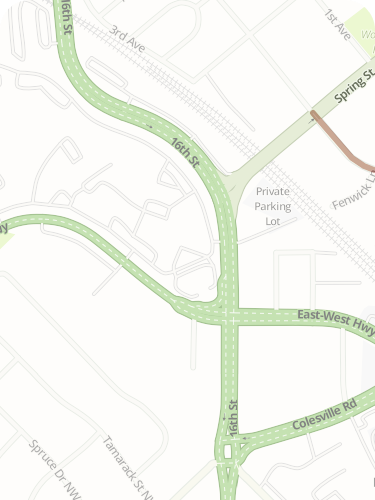 16th St
3rd Ave
1st Ave
Spring St
16th St
Fenwick Ln
Private
Parking
Lot
East-West Hwy
16th St
Colesville Rd
Spruce Dr NW
Tamarack St N